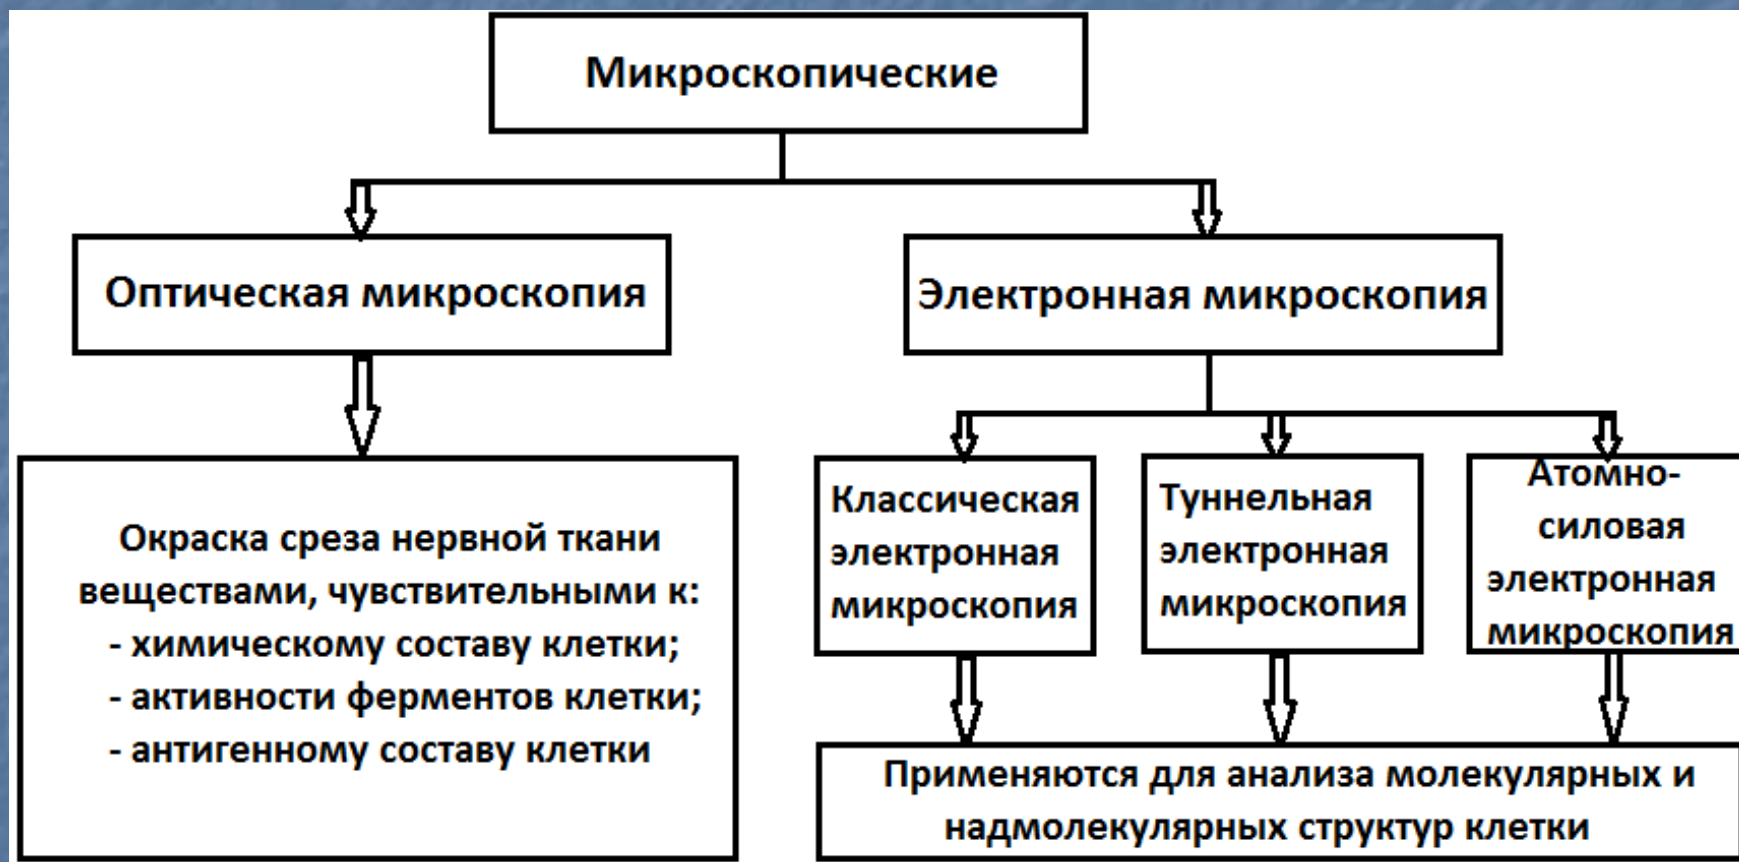 Микроскопические
Оптическая микроскопия
Электронная микроскопия
Окраска среза нервной ткани
веществами, чувствительными к:
- химическому составу клетки;
- активности ферментов клетки;
- антигенному составу клетки
Классическая
электронная
микроскопия
Туннельная
электронная
микроскопия
Атомно-
силовая
электронная
микроскопия
Применяются для анализа молекулярных и
надмолекулярных структур клетки